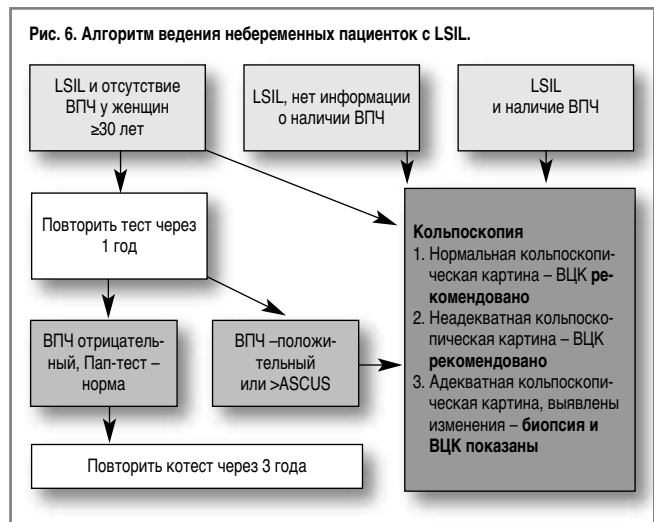 Рис. 6. Алгоритм ведения небеременных пациенток с LSIL.
LSIL и отсутствие
ВПЧ у женщин
≥30 лет
LSIL, нет информации
о наличии ВПЧ
LSIL
и наличие ВПЧ
Повторить тест через
1 год
ВПЧ отрицатель-
ный, Пап-тест –
норма
ВПЧ –положи-
тельный
или >ASCUS
Повторить котест через 3 года
Кольпоскопия
1. Нормальная кольпоскопи-
ческая картина – ВЦК ре-
комендовано
2. Неадекватная кольпоско-
пическая картина – ВЦК
рекомендовано
3. Адекватная кольпоскопи-
ческая картина, выявлены
изменения – биопсия и
ВЦК показаны